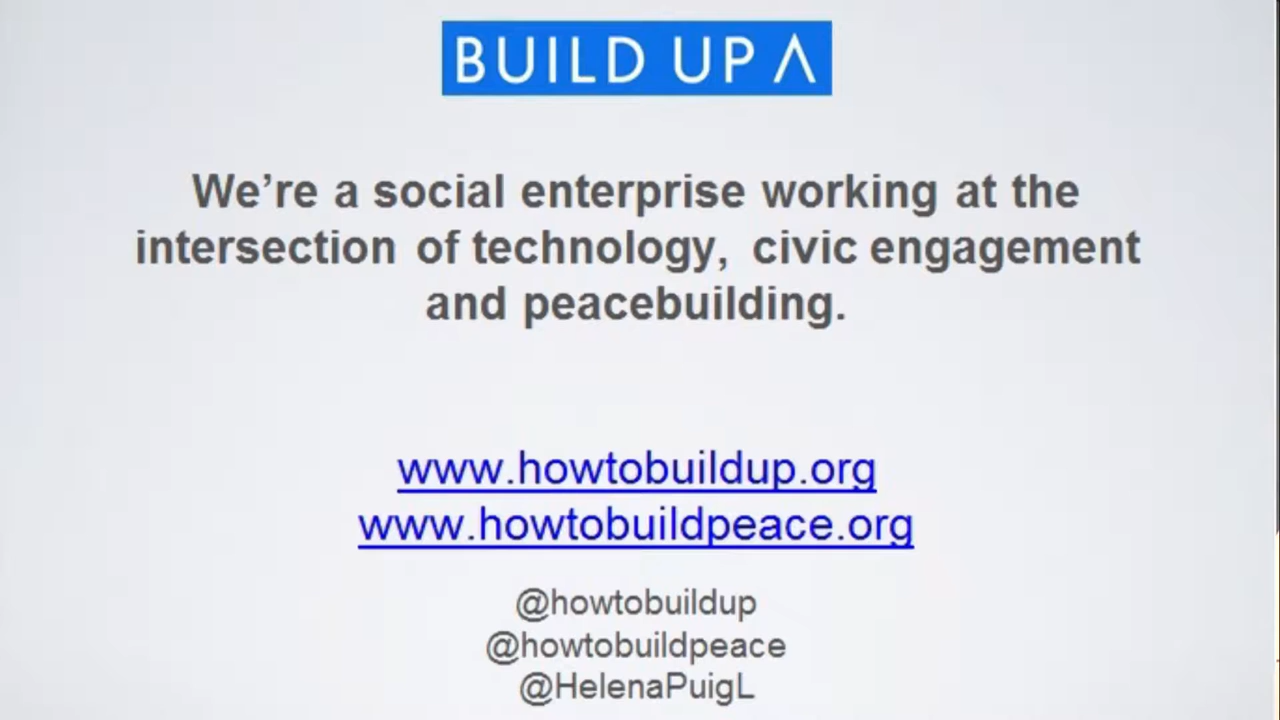 BUILD UP Λ
We’re a social enterprise working at the
intersection of technology, civic engagement
and peacebuilding.
www.howtobuildup.org
www.howtobuildpeace.org
@howtobuildup
@howtobuildpeace
@HelenaPuigL